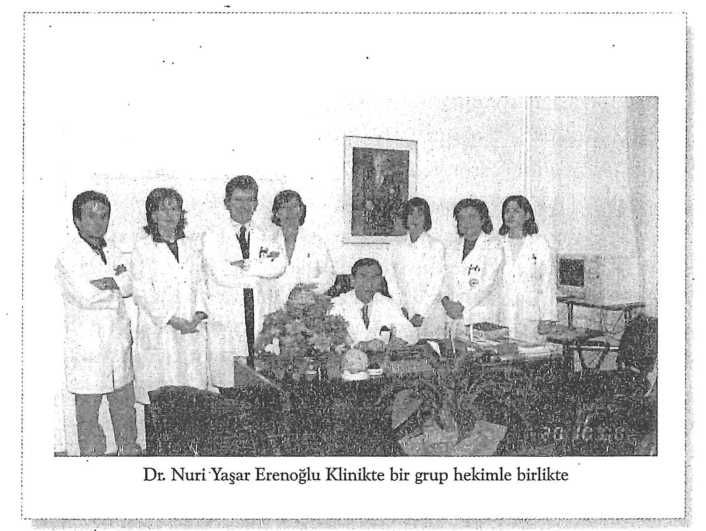 Dr. Nuri Yaşar Erenoğlu Klinikte bir grup hekimle birlikte